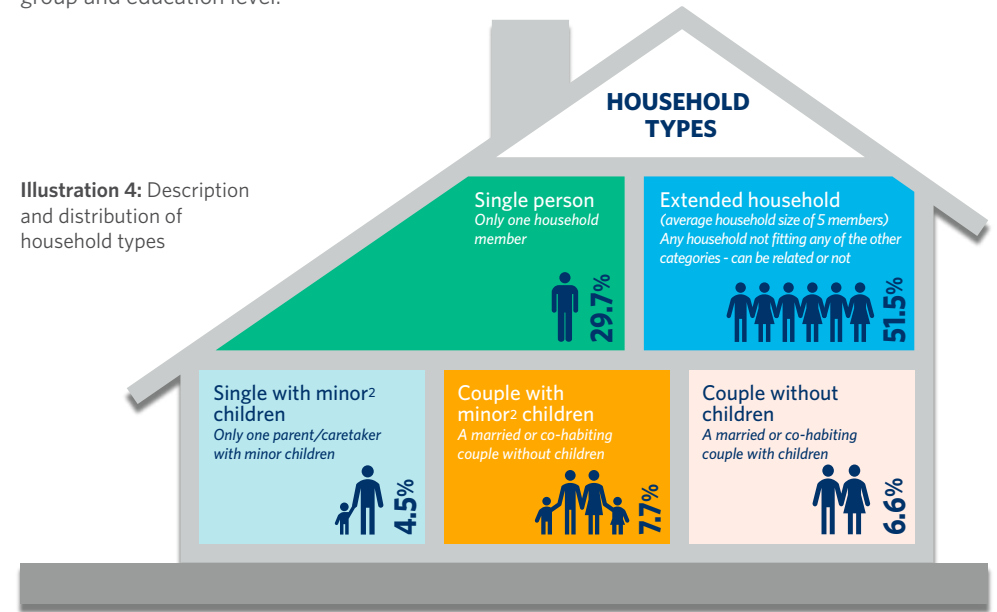 group and education level.
HOUSEHOLD
TYPES
Illustration 4: Description
and distribution of
household types
Single person
Only one household
member
29.7%
Extended household
(average household size of 5 members)
Any household not fitting any of the other
categories - can be related or not
51.5%
Single with minor2
children
Only one parent/caretaker
with minor children
4.5%
Couple with
minor2 children
A married or co-habiting
couple without children
7.7%
Couple without
children
A married or co-habiting
couple with children
6.6%